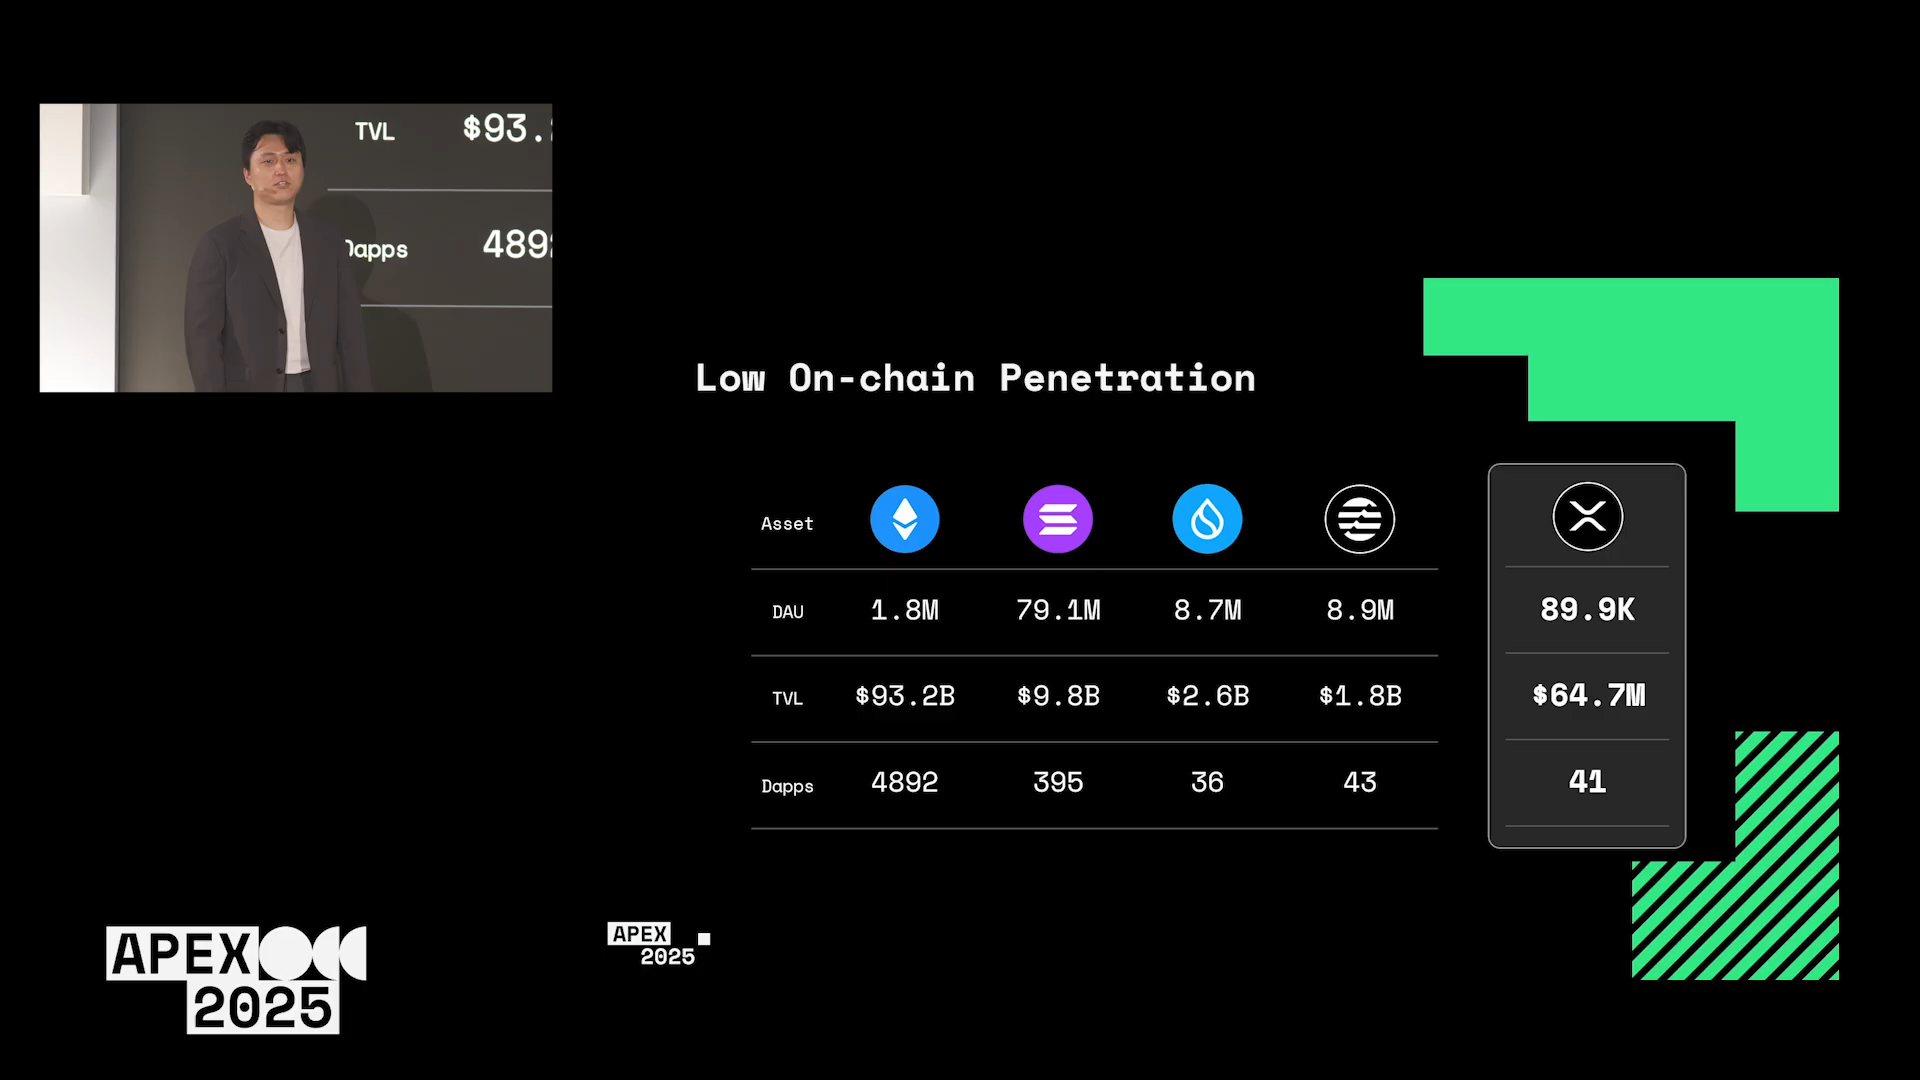 TVL $93.
Dapps 489
Low On-chain Penetration
Asset
DAU 1.8M 79.1M 8.7M 8.9M 89.9K
TVL $93.2B $9.8B $2.6B $1.8B $64.7M
Dapps 4892 395 36 43 41
APEX
2025
APEX
2025